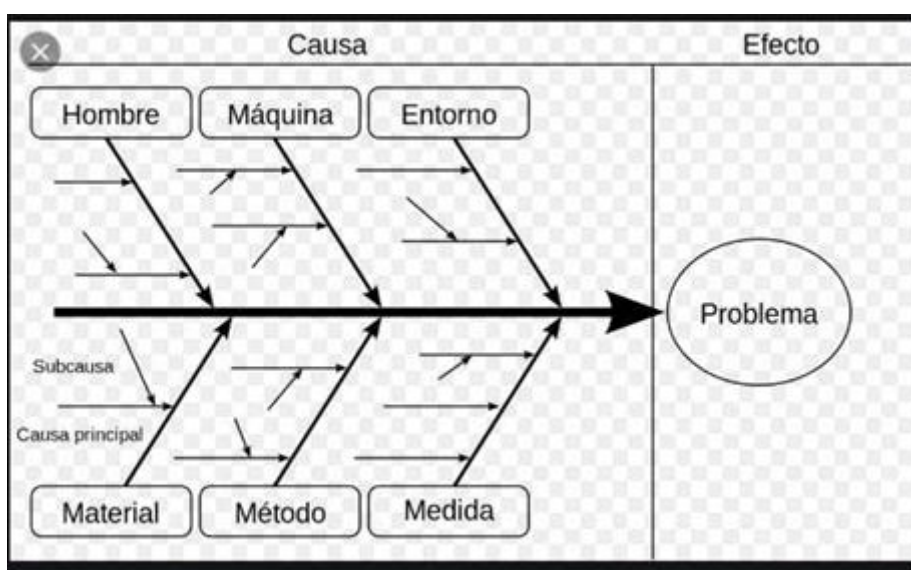 Causa
Efecto
Hombre
Máquina
Entorno
Problema
Subcausa
Causa principal
Material
Método
Medida